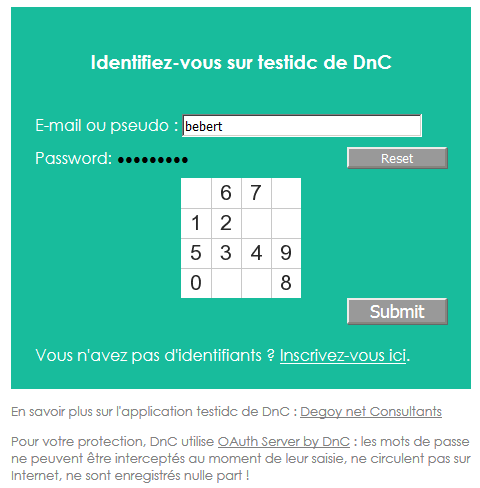 Identifiez-vous sur testidc de DnC
E-mail ou pseudo : bebert
Password: •••••••••
Reset
6 7
1 2
5 3 4 9
0 8
Submit
Vous n'avez pas d'identifiants ? Inscrivez-vous ici.
En savoir plus sur l'application testidc de DnC : Degoy net Consultants
Pour votre protection, DnC utilise OAuth Server by DnC : les mots de passe
ne peuvent être interceptés au moment de leur saisie, ne circulent pas sur
Internet, ne sont enregistrés nulle part !